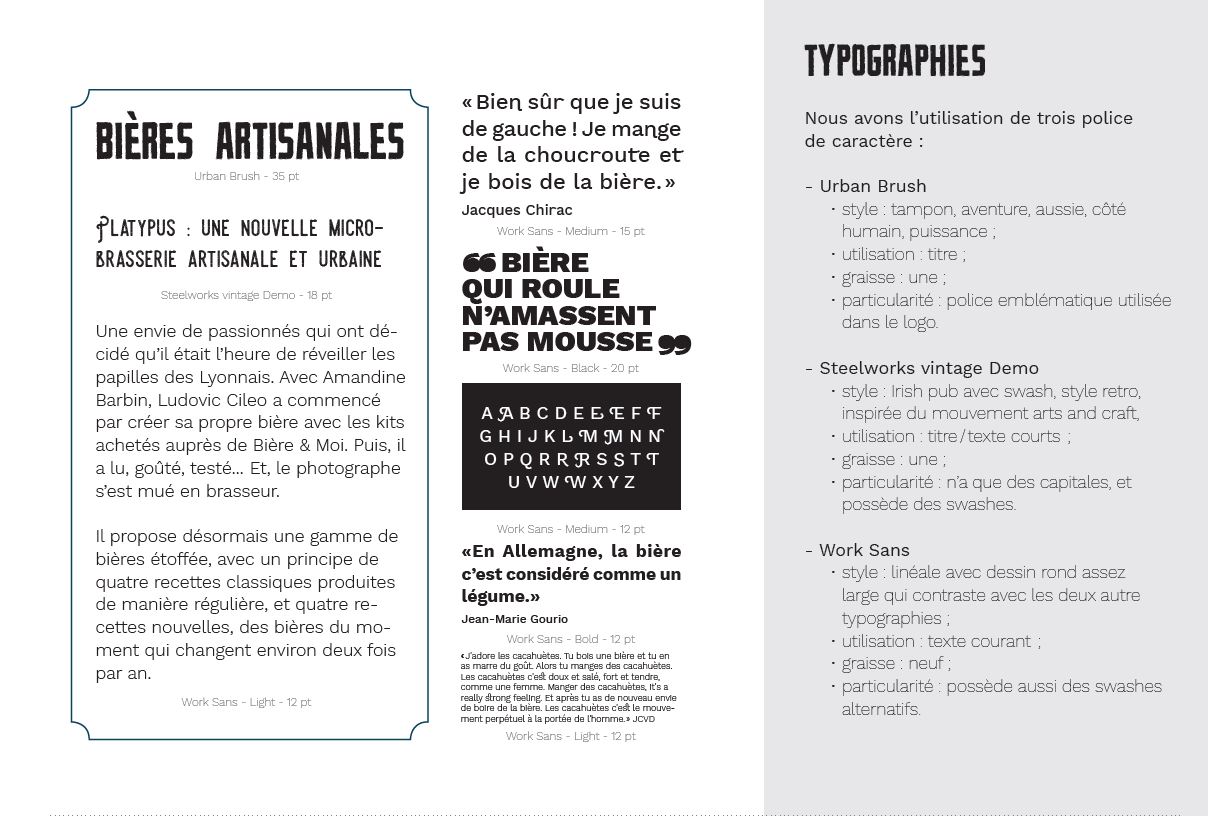 BIÈRES ARTISANALES
Urban Brush - 35 pt
PLATYPUS : UNE NOUVELLE MICRO-
BRASSERIE ARTISANALE ET URBAINE
Steelworks vintage Demo - 18 pt
Une envie de passionnés qui ont dé-
cidé qu’il était l’heure de réveiller les
papilles des Lyonnais. Avec Amandine
Barbin, Ludovic Cileo a commencé
par créer sa propre bière avec les kits
achetés auprès de Bière & Moi. Puis, il
a lu, goûté, testé... Et, le photographe
s’est mué en brasseur.
Il propose désormais une gamme de
bières étoffée, avec un principe de
quatre recettes classiques produites
de manière régulière, et quatre re-
cettes nouvelles, des bières du mo-
ment qui changent environ deux fois
par an.
Work Sans - Light - 12 pt
« Bien sûr que je suis
de gauche ! Je mange
de la choucroute et
je bois de la bière. »
Jacques Chirac
Work Sans - Medium - 15 pt
“ BIÈRE
QUI ROULE
N’AMASSENT
PAS MOUSSE ”
Work Sans - Black - 20 pt
A A B C D E E E E F F
G H I J K L M M N N
O P Q R R R S S T T
U V W W X Y Z
Work Sans - Medium - 12 pt
«En Allemagne, la bière
c’est considéré comme un
légume.»
Jean-Marie Gourio
Work Sans - Bold - 12 pt
«J’adore les cacahuètes. Tu bois une bière et tu en
as marre du goût. Alors tu manges des cacahuètes.
Les cacahuètes c’est doux et salé, fort et tendre,
comme une femme. Manger des cacahuètes, It’s a
really strong feeling. Et après tu as de nouveau envie
de boire de la bière. Les cacahuètes c’est le mouve-
ment perpétuel à la portée de l’homme.» JCVD
Work Sans - Light - 12 pt
TYPOGRAPHIES
Nous avons l’utilisation de trois police
de caractère :
- Urban Brush
• style : tampon, aventure, aussie, côté
humain, puissance ;
• utilisation : titre ;
• graisse : une ;
• particularité : police emblématique utilisée
dans le logo.
- Steelworks vintage Demo
• style : Irish pub avec swash, style retro,
inspirée du mouvement arts and craft,
• utilisation : titre / texte courts ;
• graisse : une ;
• particularité : n’a que des capitales, et
possède des swashes.
- Work Sans
• style : linéale avec dessin rond assez
large qui contraste avec les deux autre
typographies ;
• utilisation : texte courant ;
• graisse : neuf ;
• particularité : possède aussi des swashes
alternatifs.